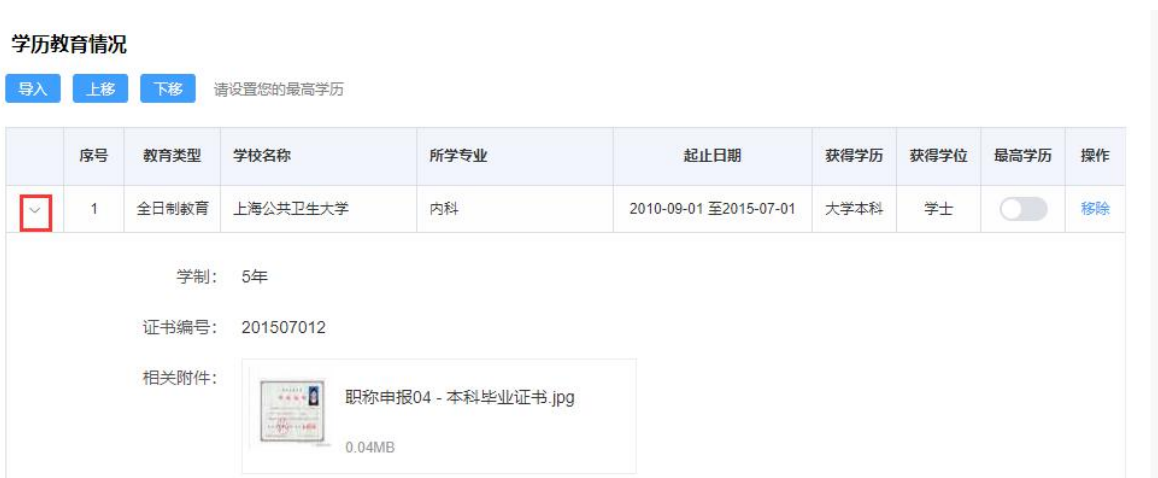 学历教育情况
导入 上移 下移 请设置您的最高学历
序号 教育类型 学校名称 所学专业 起止日期 获得学历 获得学位 最高学历 操作
1 全日制教育 上海公共卫生大学 内科 2010-09-01 至2015-07-01 大学本科 学士 移除
学制: 5年
证书编号: 201507012
相关附件:
职称申报04 - 本科毕业证书.jpg
0.04MB